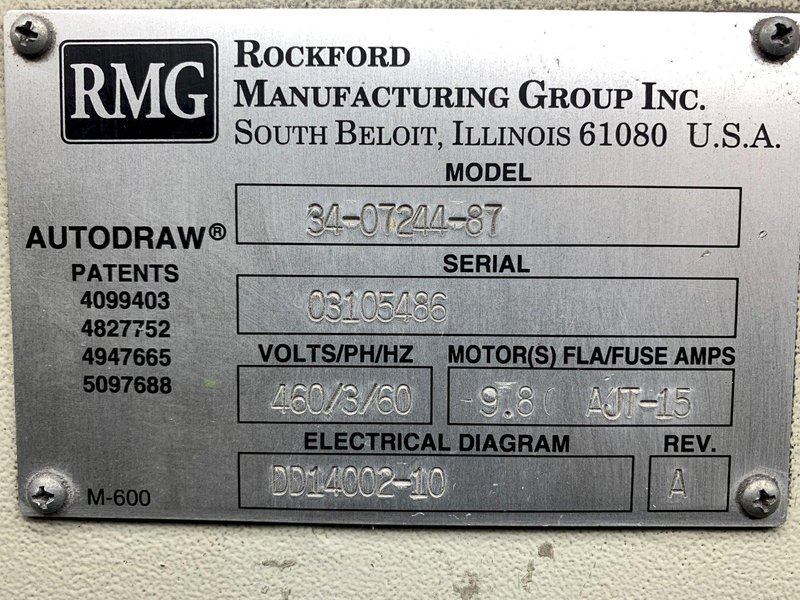 RMG
ROCKFORD
MANUFACTURING GROUP INC.
SOUTH BELOIT, ILLINOIS 61080 U.S.A.
MODEL
34-07244-87
AUTODRAW®
PATENTS
4099403
4827752
4947665
5097688
SERIAL
03105486
VOLTS/PH/HZ
460/3/60
MOTOR(S) FLA/FUSE AMPS
9.8( AJT-15
ELECTRICAL DIAGRAM
DD14002-10
REV.
A
M-600